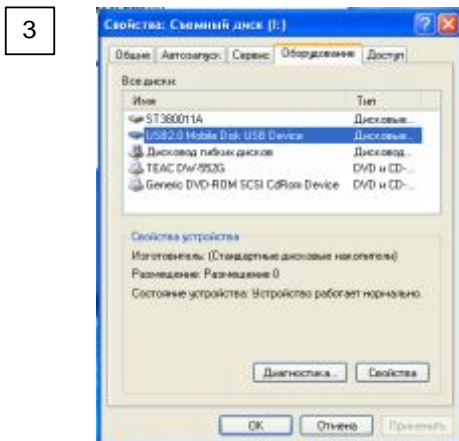 3
Свойства: Съемный диск (I:)
Общие Автозапуск Сервис Оборудование Доступ
Все диски:
Имя Тип
ST380011A Дисковые...
USB2.0 Mobile Disk USB Device Дисковые...
Дисковод гибких дисков Дисковод...
TEAC DW-552G DVD и CD-...
Generic DVD-ROM SCSI CdRom Device DVD и CD-...
Свойства устройства
Изготовитель: (Стандартные дисковые накопители)
Размещение: Размещение 0
Состояние устройства: Устройство работает нормально.
Диагностика... Свойства
OK Отмена Применить